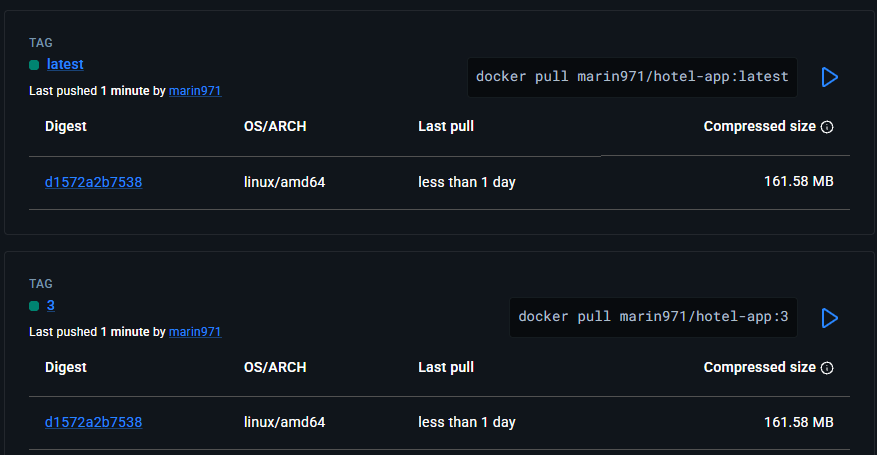 TAG
latest
docker pull marin971/hotel-app:latest
Last pushed 1 minute by marin971
Digest OS/ARCH Last pull Compressed size
d1572a2b7538 linux/amd64 less than 1 day 161.58 MB
TAG
3
docker pull marin971/hotel-app:3
Last pushed 1 minute by marin971
Digest OS/ARCH Last pull Compressed size
d1572a2b7538 linux/amd64 less than 1 day 161.58 MB